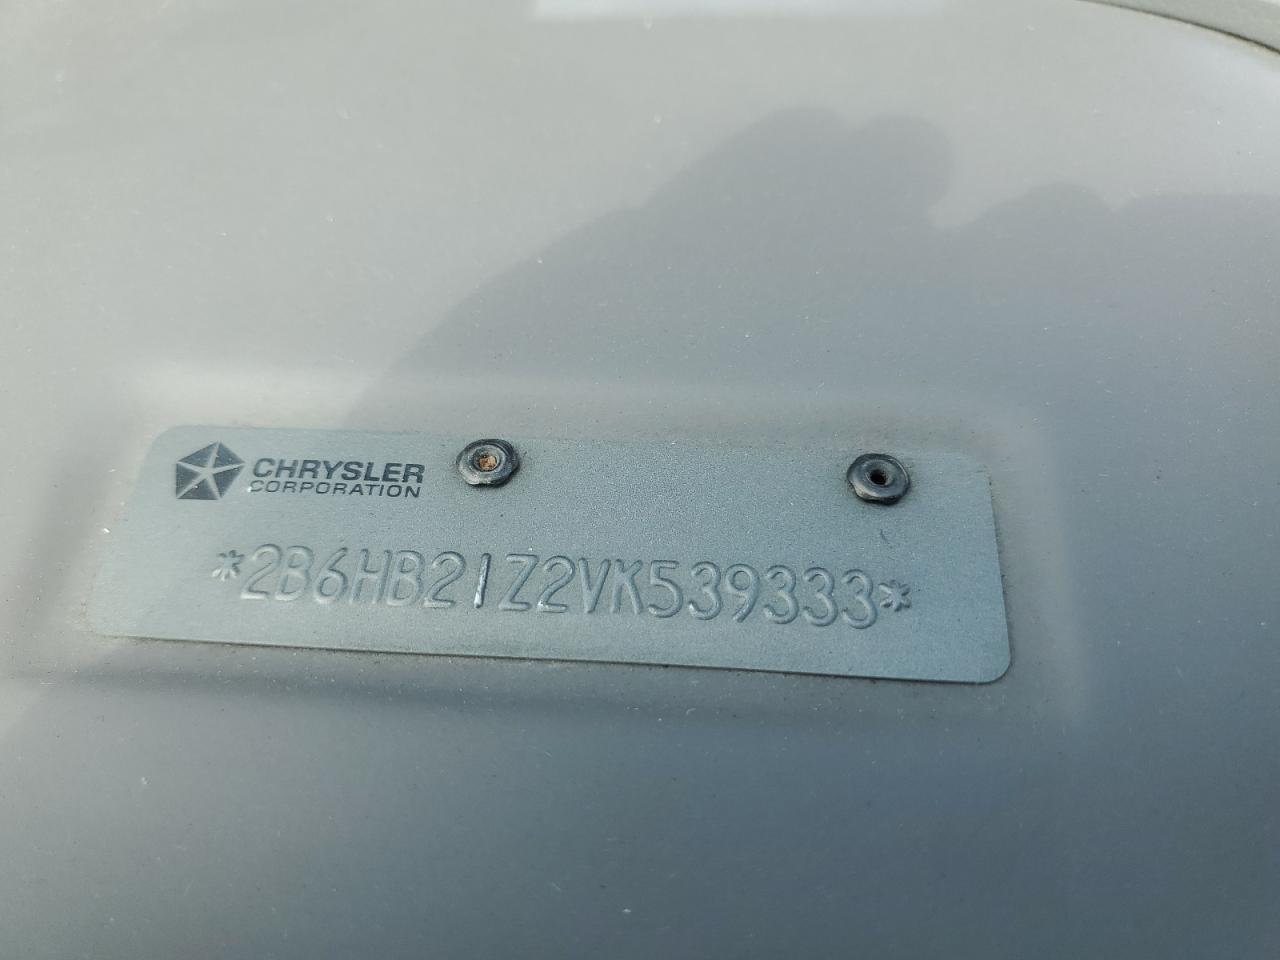 CHRYSLER
CORPORATION
*2B6HB21Z2VK539333*